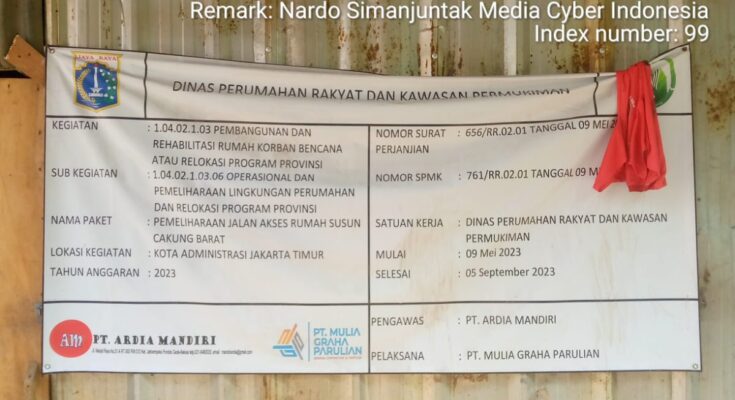 Remark: Nardo Simanjuntak Media Cyber Indonesia
Index number: 99
JAYA RAYA
DINAS PERUMAHAN RAKYAT DAN KAWASAN PERMUKIMAN
KEGIATAN : 1.04.02.1.03 PEMBANGUNAN DAN
REHABILITASI RUMAH KORBAN BENCANA
ATAU RELOKASI PROGRAM PROVINSI
SUB KEGIATAN : 1.04.02.1.03.06 OPERASIONAL DAN
PEMELIHARAAN LINGKUNGAN PERUMAHAN
DAN RELOKASI PROGRAM PROVINSI
NAMA PAKET : PEMELIHARAAN JALAN AKSES RUMAH SUSUN
CAKUNG BARAT
LOKASI KEGIATAN : KOTA ADMINISTRASI JAKARTA TIMUR
TAHUN ANGGARAN : 2023
NOMOR SURAT : 656/RR.02.01 TANGGAL 09 MEI
PERJANJIAN
NOMOR SPMK : 761/RR.02.01 TANGGAL 09 M
SATUAN KERJA : DINAS PERUMAHAN RAKYAT DAN KAWASAN
PERMUKIMAN
MULAI : 09 Mei 2023
SELESAI : 05 September 2023
AM PT. ARDIA MANDIRI
PT. MULIA
GRAHA
PARULIAN
PENGAWAS : PT. ARDIA MANDIRI
PELAKSANA : PT. MULIA GRAHA PARULIAN